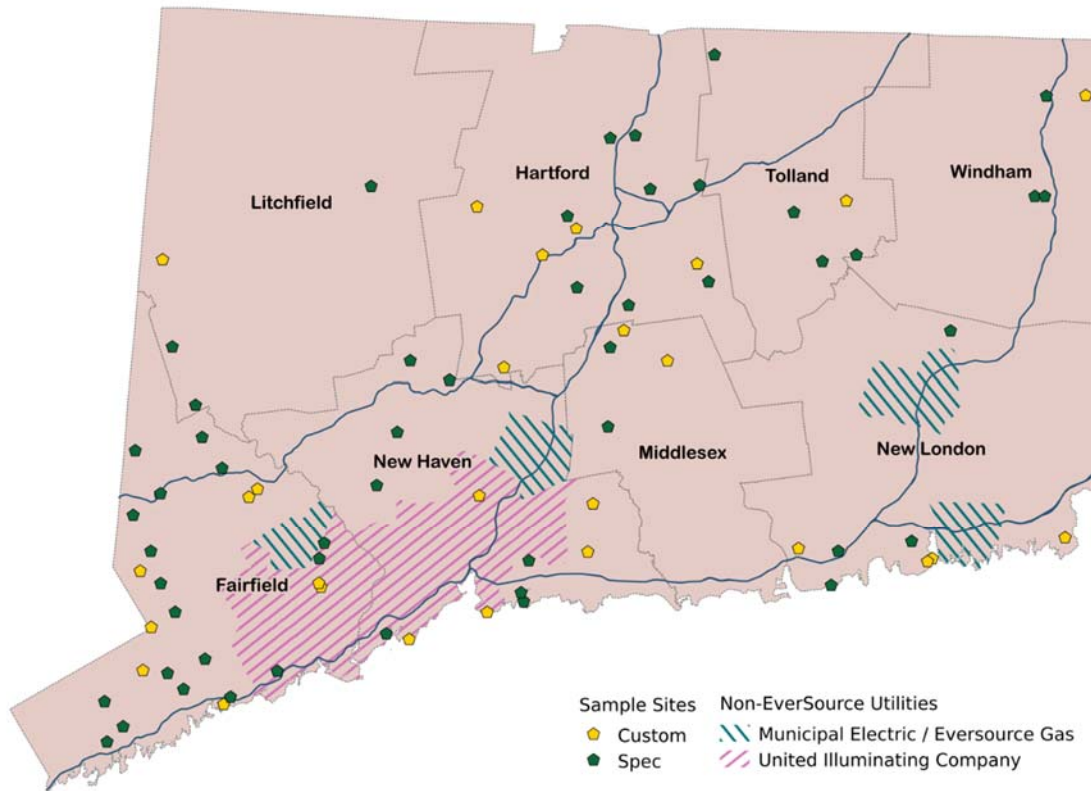 Hartford
Tolland
Windham
Litchfield
New Haven
Middlesex
New London
Fairfield
Sample Sites
Custom
Spec
Non-EverSource Utilities
Municipal Electric / Eversource Gas
United Illuminating Company